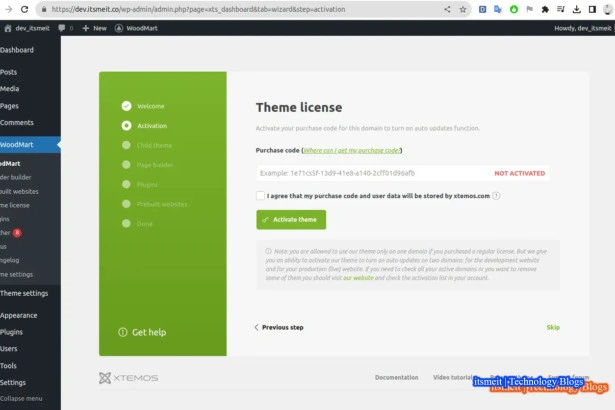 https://dev.itsmeit.co/wp-admin/admin.php?page=xts_dashboard&tab=wizard&step=activation
dev_itsmeit 0 New WoodMart Howdy, dev_itsmeit
Dashboard
Posts
Media
Pages
Comments
WoodMart
odMart
der builder
built websites
me license
gins
her 8
us
ngelog
me settings
Theme settings
Appearance
Plugins
Users
Tools
Settings
Collapse menu
Welcome
Activation
Child theme
Page builder
Plugins
Prebuilt websites
Done
Get help
Theme license
Activate your purchase code for this domain to turn on auto updates function.
Purchase code (Where can I get my purchase code?)
Example: 1e71cs5f-13d9-41e8-a140-2cff01d96afb NOT ACTIVATED
I agree that my purchase code and user data will be stored by xtemos.com ?
Activate theme
Note: you are allowed to use our theme only on one domain if you purchased a regular license. But we give
you an ability to activate our theme to turn on auto updates on two domains: for the development website
and for your production (live) website. If you need to check all your active domains or you want to remove
some of them you should visit our website and check the activation list in your account.
Previous step Skip
XTEMOS
Documentation Video tutorials
itsmeit |Technology Blogs
itsmeit |Technology Blogs